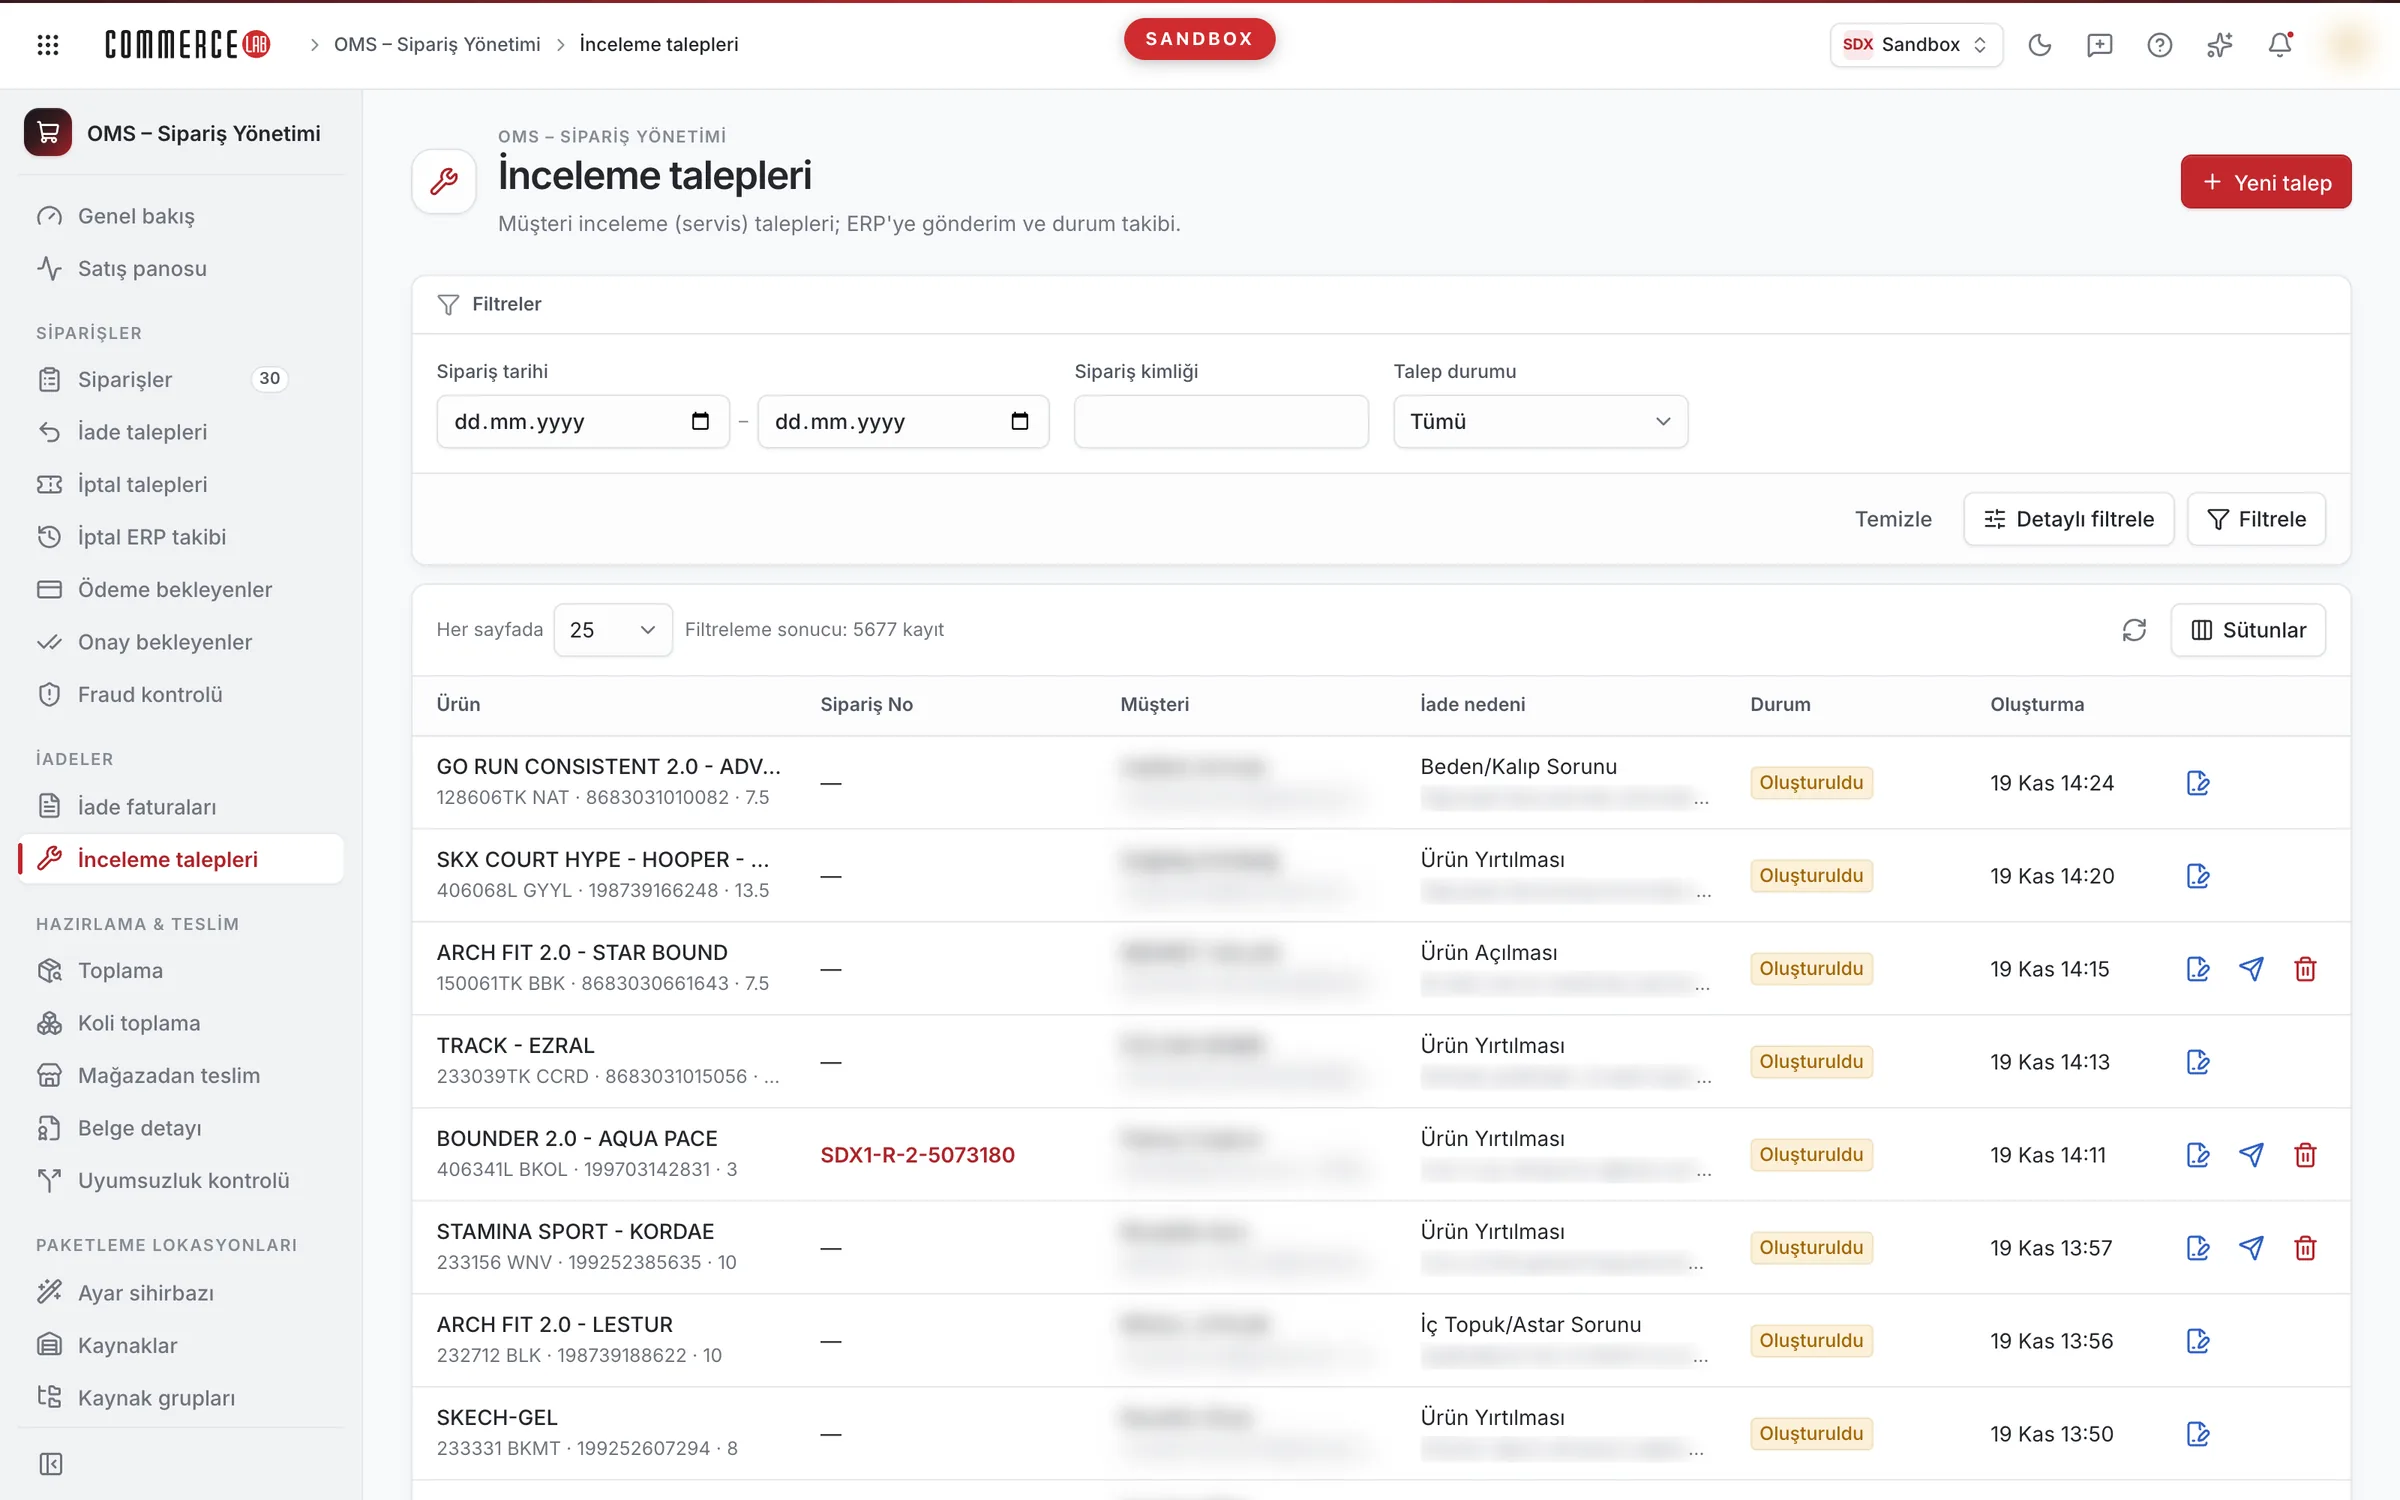 COMMERCE LAB
OMS – Sipariş Yönetimi
İnceleme talepleri
SANDBOX
SDX Sandbox
OMS – Sipariş Yönetimi
Genel bakış
Satış panosu
SİPARİŞLER
Siparişler 30
İade talepleri
İptal talepleri
İptal ERP takibi
Ödeme bekleyenler
Onay bekleyenler
Fraud kontrolü
İADELER
İade faturaları
İnceleme talepleri
HAZIRLAMA & TESLİM
Toplama
Koli toplama
Mağazadan teslim
Belge detayı
Uyumsuzluk kontrolü
PAKETLEME LOKASYONLARI
Ayar sihirbazı
Kaynaklar
Kaynak grupları
OMS – SİPARİŞ YÖNETİMİ
İnceleme talepleri
Müşteri inceleme (servis) talepleri; ERP'ye gönderim ve durum takibi.
+ Yeni talep
Filtreler
Sipariş tarihi Sipariş kimliği Talep durumu
dd.mm.yyyy – dd.mm.yyyy Tümü
Temizle Detaylı filtrele Filtrele
Her sayfada 25 Filtreleme sonucu: 5677 kayıt
Sütunlar
Ürün Sipariş No Müşteri İade nedeni Durum Oluşturma
GO RUN CONSISTENT 2.0 - ADV... — Beden/Kalıp Sorunu Oluşturuldu 19 Kas 14:24
128606TK NAT · 8683031010082 · 7.5
SKX COURT HYPE - HOOPER - ... — Ürün Yırtılması Oluşturuldu 19 Kas 14:20
406068L GYYL · 198739166248 · 13.5
ARCH FIT 2.0 - STAR BOUND — Ürün Açılması Oluşturuldu 19 Kas 14:15
150061TK BBK · 8683030661643 · 7.5
TRACK - EZRAL — Ürün Yırtılması Oluşturuldu 19 Kas 14:13
233039TK CCRD · 8683031015056 · ...
BOUNDER 2.0 - AQUA PACE SDX1-R-2-5073180 Ürün Yırtılması Oluşturuldu 19 Kas 14:11
406341L BKOL · 199703142831 · 3
STAMINA SPORT - KORDAE — Ürün Yırtılması Oluşturuldu 19 Kas 13:57
233156 WNV · 199252385635 · 10
ARCH FIT 2.0 - LESTUR — İç Topuk/Astar Sorunu Oluşturuldu 19 Kas 13:56
232712 BLK · 198739188622 · 10
SKECH-GEL — Ürün Yırtılması Oluşturuldu 19 Kas 13:50
233331 BKMT · 199252607294 · 8